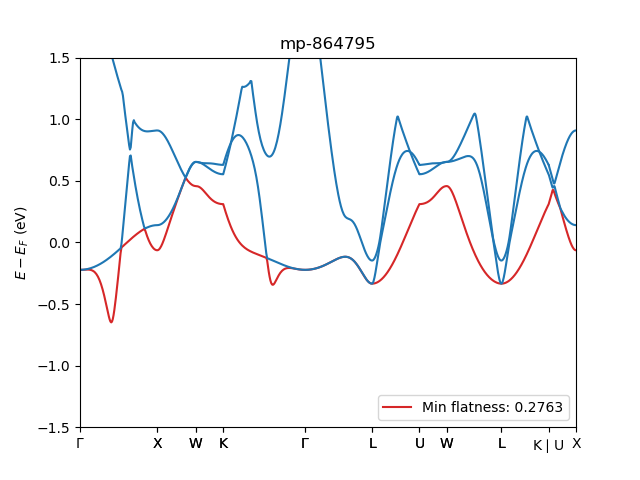 mp-864795
E − E_F (eV)
1.5
1.0
0.5
0.0
−0.5
−1.0
−1.5
Min flatness: 0.2763
Γ X W K Γ L U W L K | U X